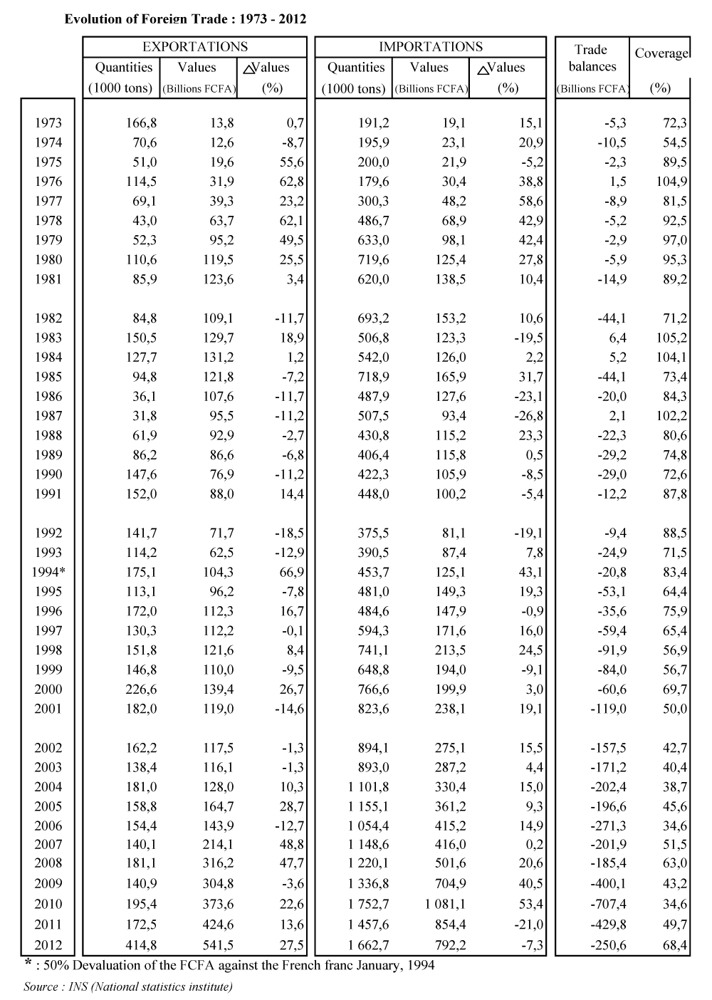 Evolution of Foreign Trade : 1973 - 2012
EXPORTATIONS IMPORTATIONS Trade balances Coverage
Quantities Values △Values Quantities Values △Values
(1000 tons) (Billions FCFA) (%) (1000 tons) (Billions FCFA) (%) (Billions FCFA) (%)
1973 166,8 13,8 0,7 191,2 19,1 15,1 -5,3 72,3
1974 70,6 12,6 -8,7 195,9 23,1 20,9 -10,5 54,5
1975 51,0 19,6 55,6 200,0 21,9 -5,2 -2,3 89,5
1976 114,5 31,9 62,8 179,6 30,4 38,8 1,5 104,9
1977 69,1 39,3 23,2 300,3 48,2 58,6 -8,9 81,5
1978 43,0 63,7 62,1 486,7 68,9 42,9 -5,2 92,5
1979 52,3 95,2 49,5 633,0 98,1 42,4 -2,9 97,0
1980 110,6 119,5 25,5 719,6 125,4 27,8 -5,9 95,3
1981 85,9 123,6 3,4 620,0 138,5 10,4 -14,9 89,2
1982 84,8 109,1 -11,7 693,2 153,2 10,6 -44,1 71,2
1983 150,5 129,7 18,9 506,8 123,3 -19,5 6,4 105,2
1984 127,7 131,2 1,2 542,0 126,0 2,2 5,2 104,1
1985 94,8 121,8 -7,2 718,9 165,9 31,7 -44,1 73,4
1986 36,1 107,6 -11,7 487,9 127,6 -23,1 -20,0 84,3
1987 31,8 95,5 -11,2 507,5 93,4 -26,8 2,1 102,2
1988 61,9 92,9 -2,7 430,8 115,2 23,3 -22,3 80,6
1989 86,2 86,6 -6,8 406,4 115,8 0,5 -29,2 74,8
1990 147,6 76,9 -11,2 422,3 105,9 -8,5 -29,0 72,6
1991 152,0 88,0 14,4 448,0 100,2 -5,4 -12,2 87,8
1992 141,7 71,7 -18,5 375,5 81,1 -19,1 -9,4 88,5
1993 114,2 62,5 -12,9 390,5 87,4 7,8 -24,9 71,5
1994* 175,1 104,3 66,9 453,7 125,1 43,1 -20,8 83,4
1995 113,1 96,2 -7,8 481,0 149,3 19,3 -53,1 64,4
1996 172,0 112,3 16,7 484,6 147,9 -0,9 -35,6 75,9
1997 130,3 112,2 -0,1 594,3 171,6 16,0 -59,4 65,4
1998 151,8 121,6 8,4 741,1 213,5 24,5 -91,9 56,9
1999 146,8 110,0 -9,5 648,8 194,0 -9,1 -84,0 56,7
2000 226,6 139,4 26,7 766,6 199,9 3,0 -60,6 69,7
2001 182,0 119,0 -14,6 823,6 238,1 19,1 -119,0 50,0
2002 162,2 117,5 -1,3 894,1 275,1 15,5 -157,5 42,7
2003 138,4 116,1 -1,3 893,0 287,2 4,4 -171,2 40,4
2004 181,0 128,0 10,3 1 101,8 330,4 15,0 -202,4 38,7
2005 158,8 164,7 28,7 1 155,1 361,2 9,3 -196,6 45,6
2006 154,4 143,9 -12,7 1 054,4 415,2 14,9 -271,3 34,6
2007 140,1 214,1 48,8 1 148,6 416,0 0,2 -201,9 51,5
2008 181,1 316,2 47,7 1 220,1 501,6 20,6 -185,4 63,0
2009 140,9 304,8 -3,6 1 336,8 704,9 40,5 -400,1 43,2
2010 195,4 373,6 22,6 1 752,7 1 081,1 53,4 -707,4 34,6
2011 172,5 424,6 13,6 1 457,6 854,4 -21,0 -429,8 49,7
2012 414,8 541,5 27,5 1 662,7 792,2 -7,3 -250,6 68,4
* : 50% Devaluation of the FCFA against the French franc January, 1994
Source : INS (National statistics institute)